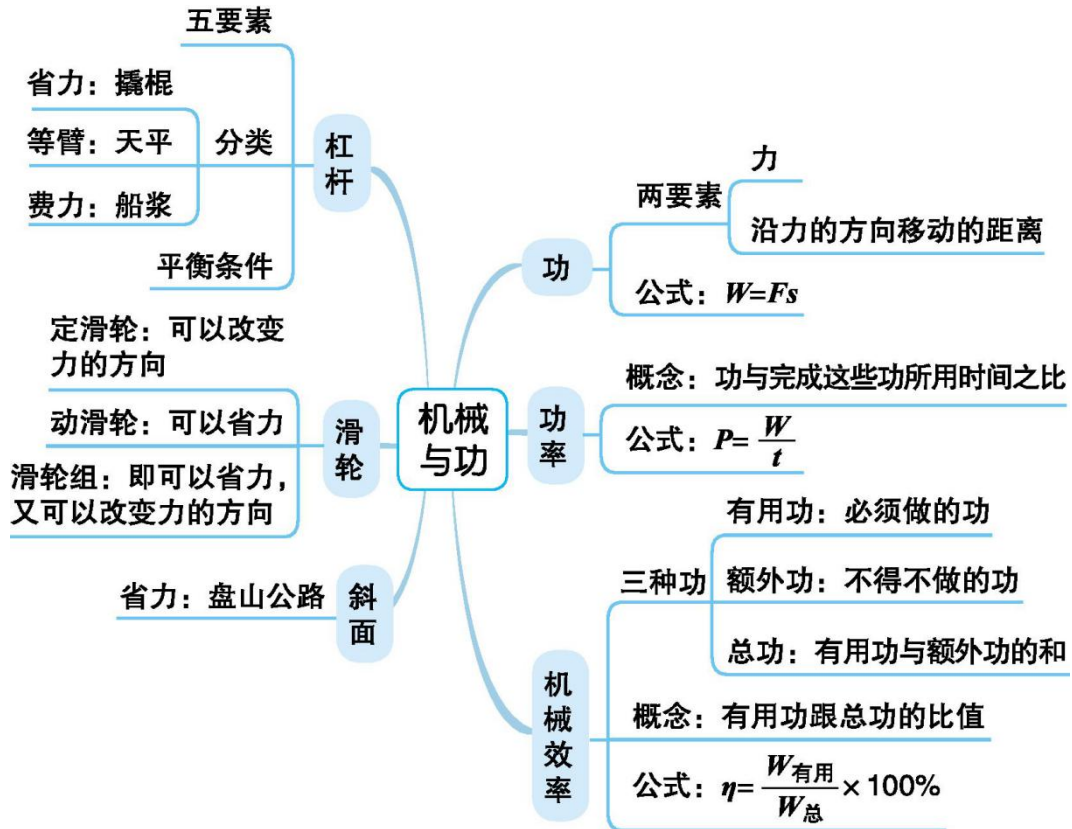 五要素
省力：撬棍
等臂：天平
费力：船浆
分类
平衡条件
杠杆
定滑轮：可以改变
力的方向
动滑轮：可以省力
滑轮组：即可以省力，
又可以改变力的方向
滑轮
省力：盘山公路
斜面
机械
与功
功
两要素
力
沿力的方向移动的距离
公式：W=Fs
功率
概念：功与完成这些功所用时间之比
公式：P= W/t
机械效率
三种功
有用功：必须做的功
额外功：不得不做的功
总功：有用功与额外功的和
概念：有用功跟总功的比值
公式：η= W有用/W总 × 100%